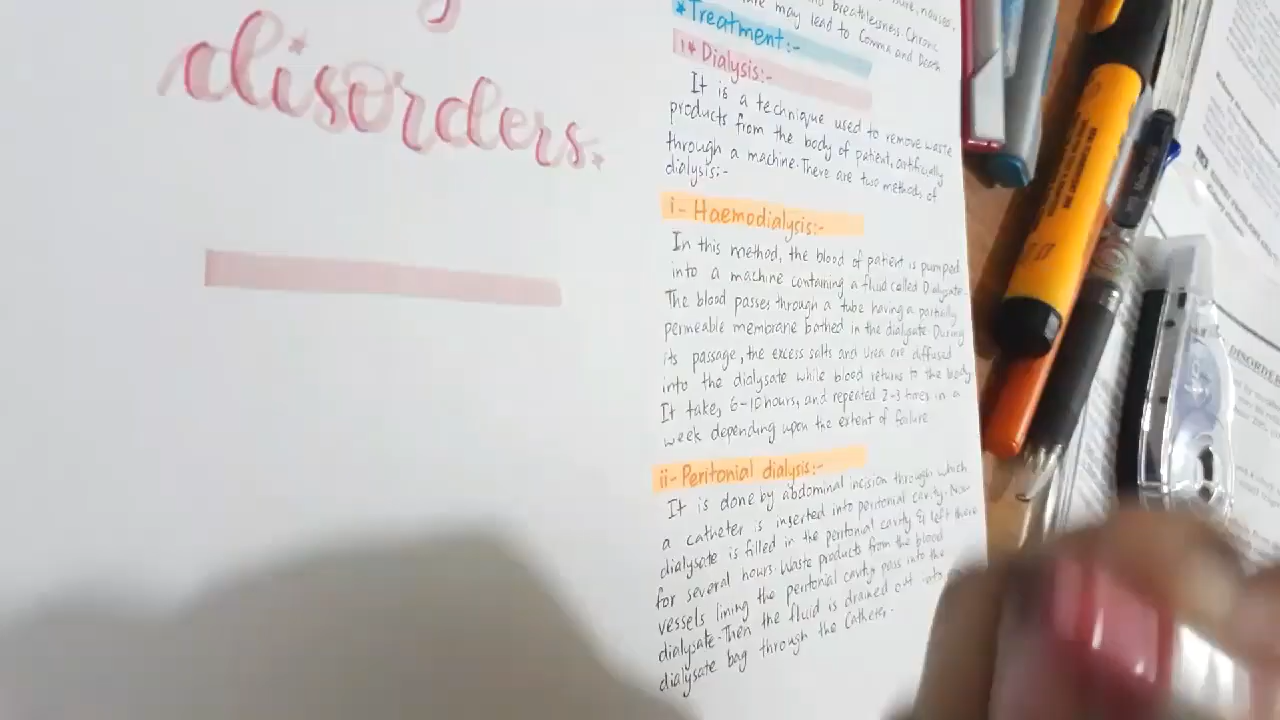 disorders
breathlessness. Chronic
may lead to Comma and Death
*Treatment:-
i* Dialysis:-
It is a technique used to remove waste
products from the body of patient, artificially
through a machine. There are two methods of
dialysis:-
i- Haemodialysis:-
In this method, the blood of patient is pumped
into a machine containing a fluid called Dialysate.
The blood passes through a tube having a partially
permeable membrane bathed in the dialysate. During
its passage, the excess salts and Urea are diffused
into the dialysate while blood returns to the body
It takes 6-10 hours, and repeated 2-3 times in a
week depending upon the extent of failure
ii- Peritonial dialysis:-
It is done by abdominal incision through which
a catheter is inserted into peritonial cavity. Now
dialysate is filled in the peritonial cavity & left there
for several hours. Waste products from the blood
vessels lining the peritonial cavity pass into the
dialysate. Then the fluid is drained out into
dialysate bag through the Catheter.
DISORDER